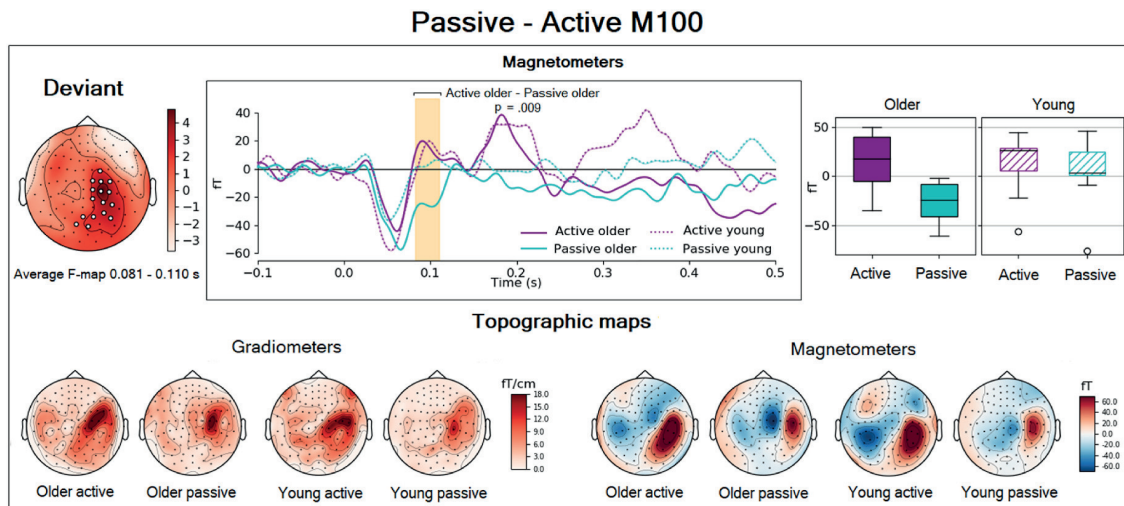 Passive - Active M100
Deviant
4
3
2
1
0
−1
−2
−3
Average F-map 0.081 - 0.110 s
Magnetometers
Active older - Passive older
p = .009
40
20
0
−20
−40
−60
fT
Active older
Passive older
Active young
Passive young
−0.1
0.0
0.1
0.2
0.3
0.4
0.5
Time (s)
Older
Young
50
0
−50
fT
Active
Passive
Active
Passive
Topographic maps
Gradiometers
Older active
Older passive
Young active
Young passive
fT/cm
18.0
15.0
12.0
9.0
6.0
3.0
0.0
Magnetometers
Older active
Older passive
Young active
Young passive
fT
60.0
40.0
20.0
0.0
-20.0
-40.0
-60.0